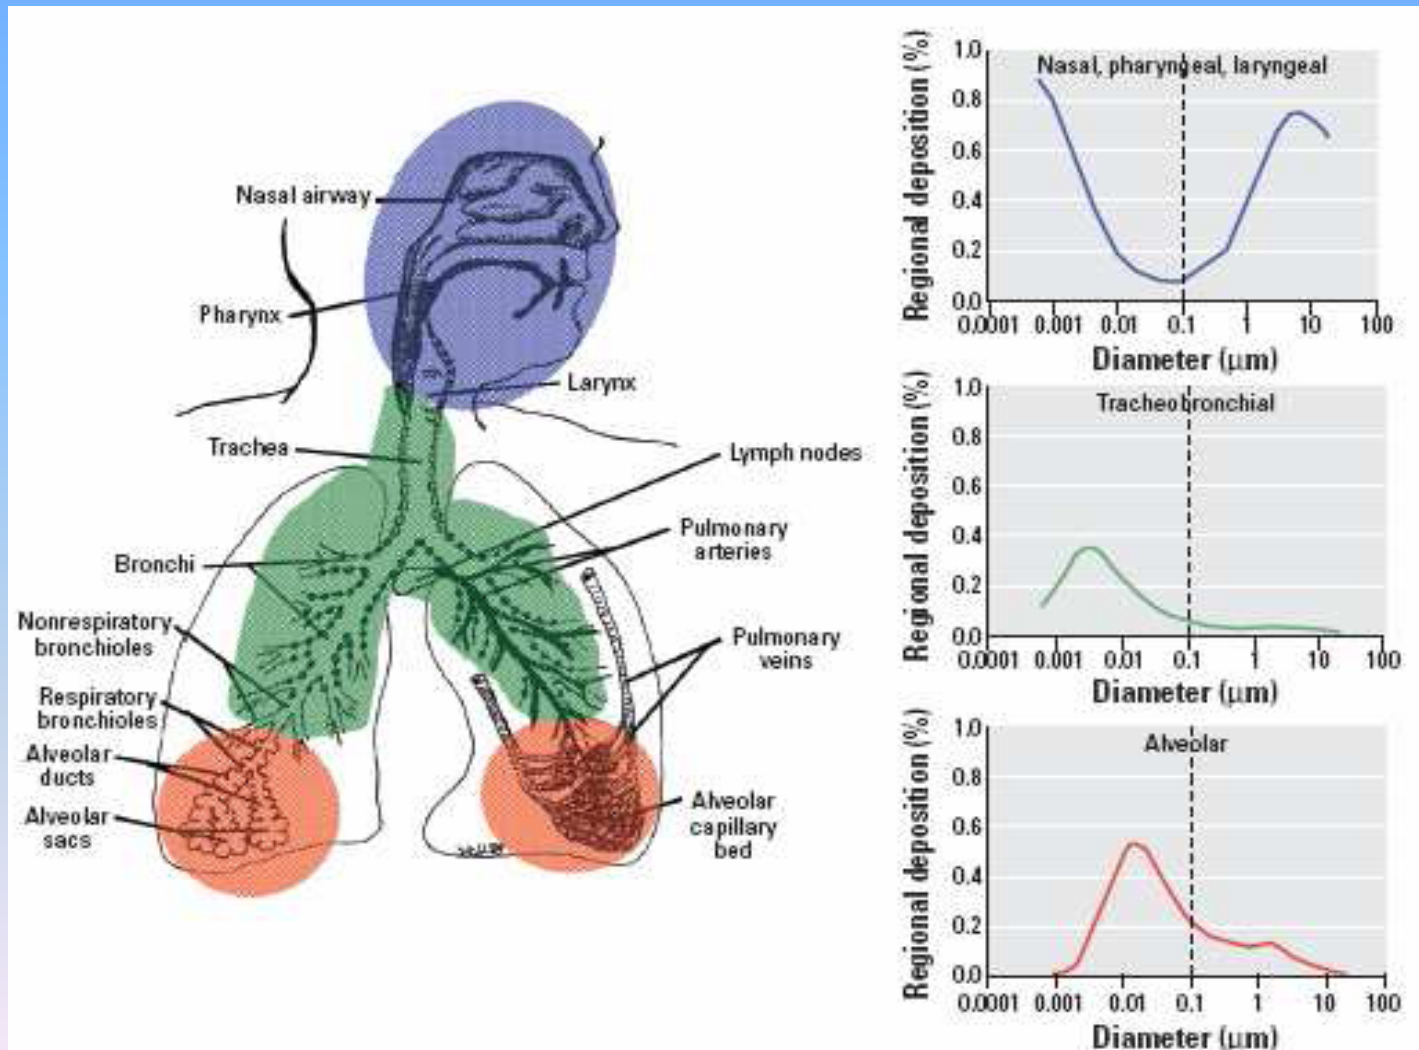 Nasal airway
Pharynx
Larynx
Trachea
Lymph nodes
Pulmonary
arteries
Bronchi
Nonrespiratory
bronchioles
Pulmonary
veins
Respiratory
bronchioles
Alveolar
ducts
Alveolar
sacs
Alveolar
capillary
bed
Regional deposition (%)
1.0
0.8
0.6
0.4
0.2
0.0
Nasal, pharyngeal, laryngeal
0.0001 0.001 0.01 0.1 1 10 100
Diameter (μm)
Regional deposition (%)
1.0
0.8
0.6
0.4
0.2
0.0
Tracheobronchial
0.0001 0.001 0.01 0.1 1 10 100
Diameter (μm)
Regional deposition (%)
1.0
0.8
0.6
0.4
0.2
0.0
Alveolar
0.0001 0.001 0.01 0.1 1 10 100
Diameter (μm)